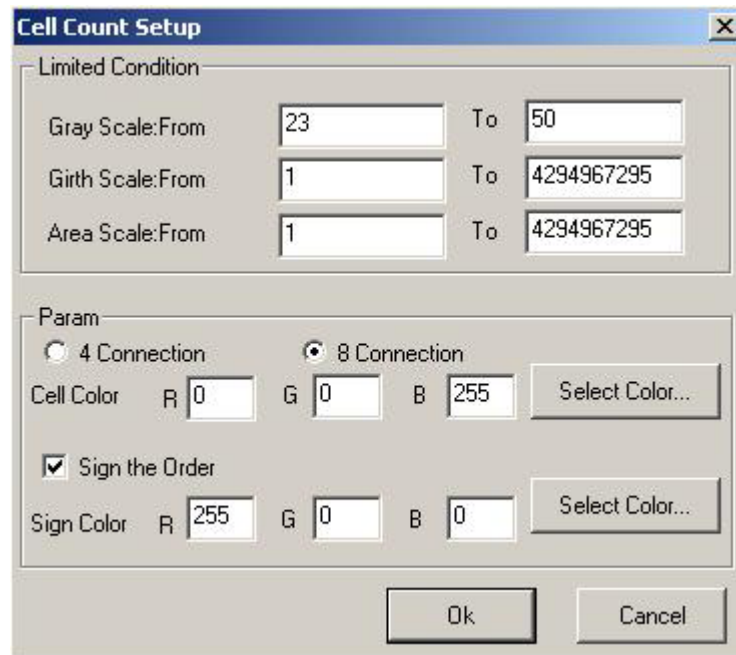 Cell Count Setup
Limited Condition
Gray Scale:From 23 To 50
Girth Scale:From 1 To 4294967295
Area Scale:From 1 To 4294967295
Param
4 Connection 8 Connection
Cell Color R 0 G 0 B 255 Select Color...
Sign the Order
Sign Color R 255 G 0 B 0 Select Color...
Ok Cancel